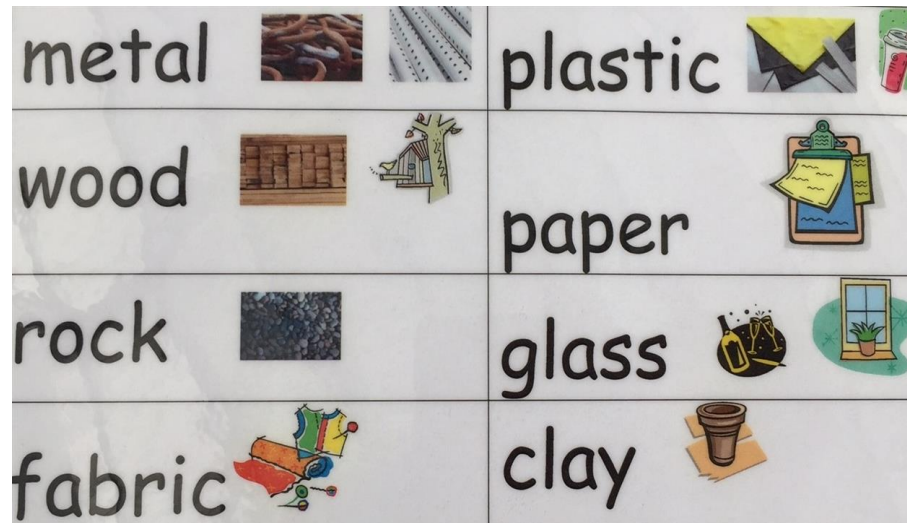 metal
plastic
wood
paper
rock
glass
fabric
clay